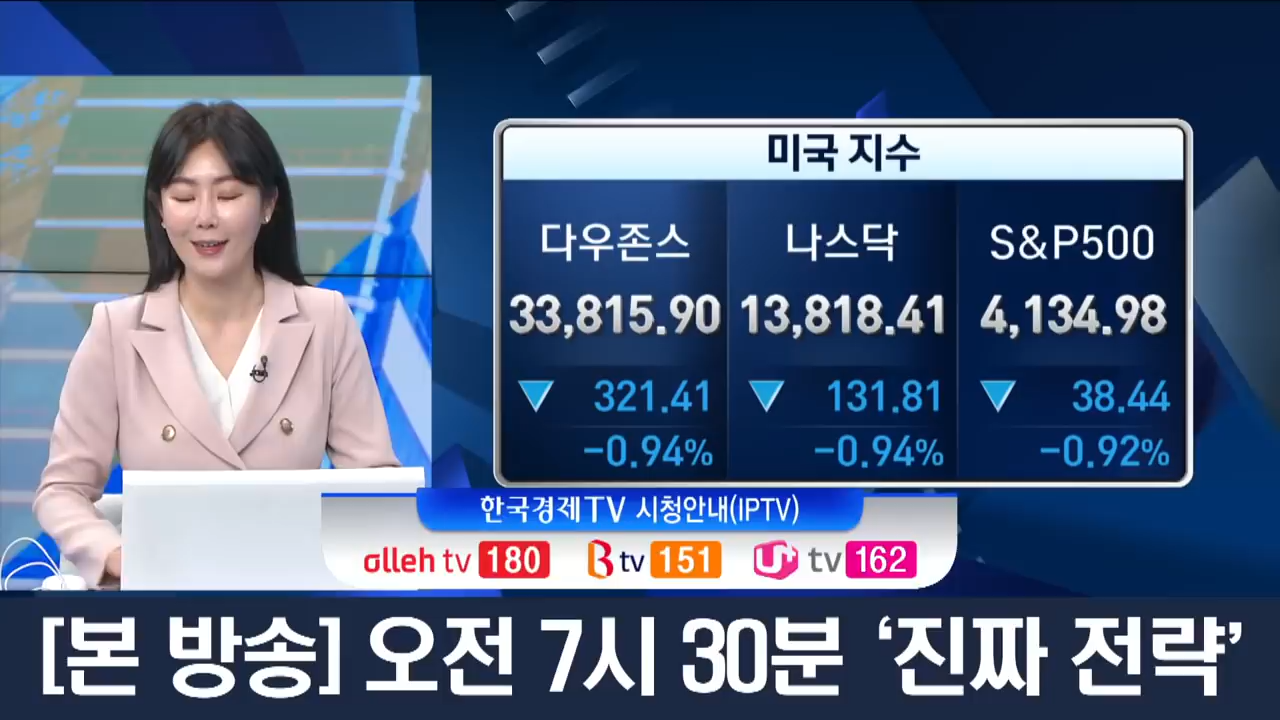 미국 지수
다우존스 나스닥 S&P500
33,815.90 13,818.41 4,134.98
▼ 321.41 ▼ 131.81 ▼ 38.44
-0.94% -0.94% -0.92%
한국경제TV 시청안내(IPTV)
olleh tv 180 B tv 151 U+ tv 162
[본 방송] 오전 7시 30분 ‘진짜 전략’